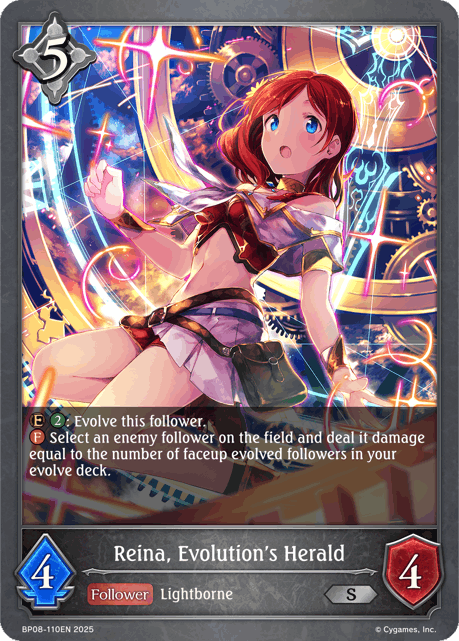 5
E 2: Evolve this follower.
F Select an enemy follower on the field and deal it damage
equal to the number of faceup evolved followers in your
evolve deck.
Reina, Evolution's Herald
4
Follower Lightborne
S
4
BP08-110EN 2025
© Cygames, Inc.